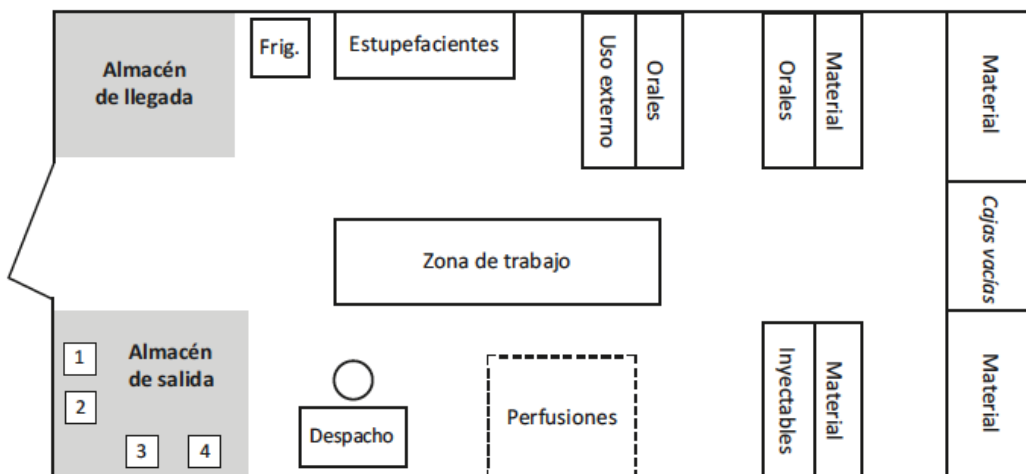 Almacén
de llegada
Frig.
Estupefacientes
Uso externo
Orales
Orales
Material
Material
Zona de trabajo
Cajas vacías
1
2
3
4
Almacén
de salida
Despacho
Perfusiones
Inyectables
Material
Material